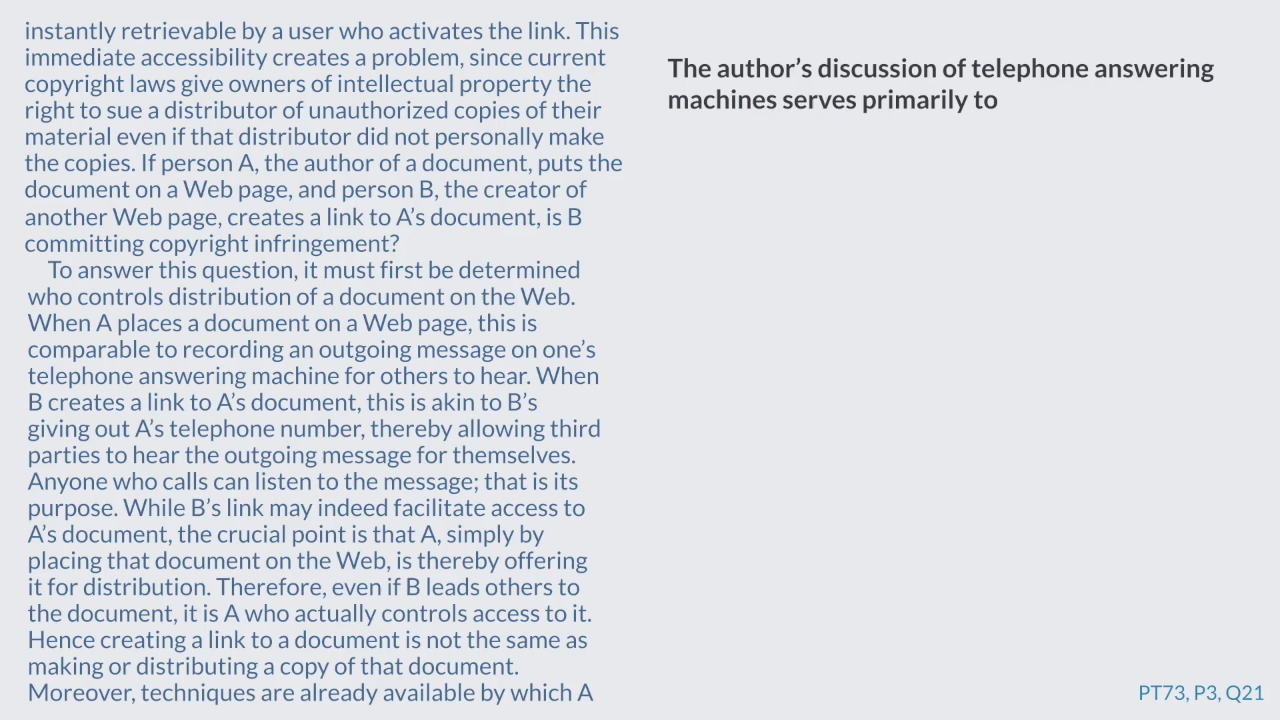 instantly retrievable by a user who activates the link. This
immediate accessibility creates a problem, since current
copyright laws give owners of intellectual property the
right to sue a distributor of unauthorized copies of their
material even if that distributor did not personally make
the copies. If person A, the author of a document, puts the
document on a Web page, and person B, the creator of
another Web page, creates a link to A’s document, is B
committing copyright infringement?
To answer this question, it must first be determined
who controls distribution of a document on the Web.
When A places a document on a Web page, this is
comparable to recording an outgoing message on one’s
telephone answering machine for others to hear. When
B creates a link to A’s document, this is akin to B’s
giving out A’s telephone number, thereby allowing third
parties to hear the outgoing message for themselves.
Anyone who calls can listen to the message; that is its
purpose. While B’s link may indeed facilitate access to
A’s document, the crucial point is that A, simply by
placing that document on the Web, is thereby offering
it for distribution. Therefore, even if B leads others to
the document, it is A who actually controls access to it.
Hence creating a link to a document is not the same as
making or distributing a copy of that document.
Moreover, techniques are already available by which A
The author’s discussion of telephone answering
machines serves primarily to
PT73, P3, Q21